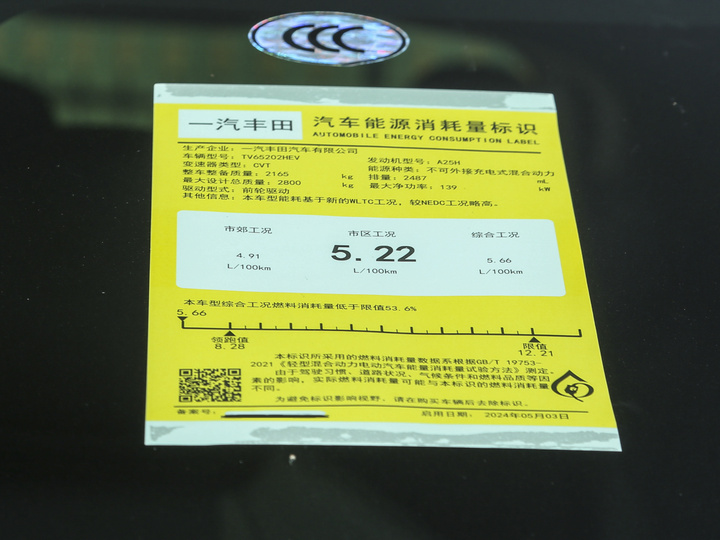 CCC
一汽丰田 汽车能源消耗量标识
AUTOMOBILE ENERGY CONSUMPTION LABEL
生产企业：一汽丰田汽车有限公司
车辆型号：TV65202HEV 发动机型号：A25H
变速器类型：CVT 能源种类：不可外接充电式混合动力
整车整备质量：2165 kg 排量：2487 mL
最大设计总质量：2800 kg 最大净功率：139 kW
驱动型式：前轮驱动
其他信息：本车型能耗基于新的WLTC工况，较NEDC工况略高。
市郊工况 市区工况 综合工况
4.91 5.22 5.66
L/100km L/100km L/100km
本车型综合工况燃料消耗量低于限值53.6%
5.66
领跑值 限值
8.28 12.21
本标识所采用的燃料消耗量数据系根据GB/T 19753-
2021《轻型混合动力电动汽车能量消耗量试验方法》测定。
由于驾驶习惯、道路状况、气候条件和燃料品质等因
素的影响，实际燃料消耗量可能与本标识的燃料消耗量
不同。
为避免标识影响视野，请在购买车辆后去除标识。
备案号： 启用日期： 2024年05月03日